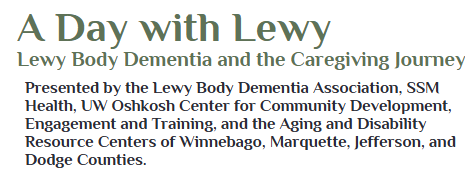 A Day with Lewy
Lewy Body Dementia and the Caregiving Journey
Presented by the Lewy Body Dementia Association, SSM
Health, UW Oshkosh Center for Community Development,
Engagement and Training, and the Aging and Disability
Resource Centers of Winnebago, Marquette, Jefferson, and
Dodge Counties.